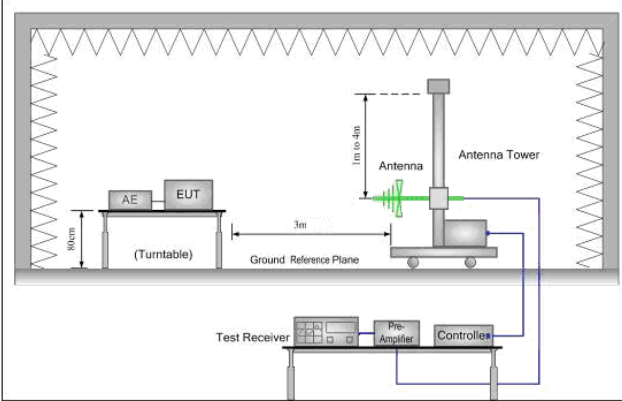 1m to 4m
Antenna
Antenna Tower
AE
EUT
3m
80cm
(Turntable)
Ground Reference Plane
Test Receiver
Pre-
Amplifier
Controller